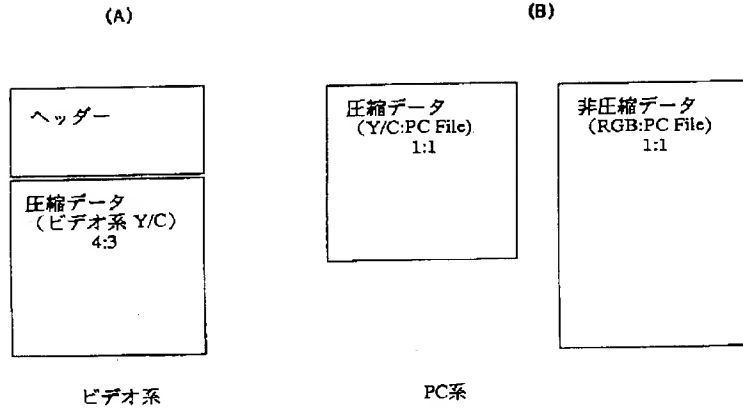 (A)
(B)
ヘッダー
圧縮データ
(ビデオ系 Y/C)
4:3
ビデオ系
圧縮データ
(Y/C:PC File)
1:1
非圧縮データ
(RGB:PC File)
1:1
PC系